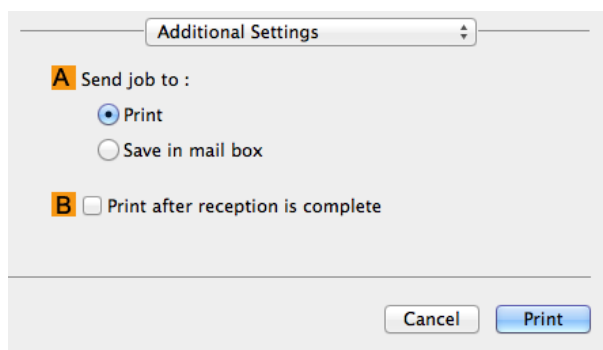 Additional Settings
A Send job to :
Print
Save in mail box
B Print after reception is complete
Cancel Print